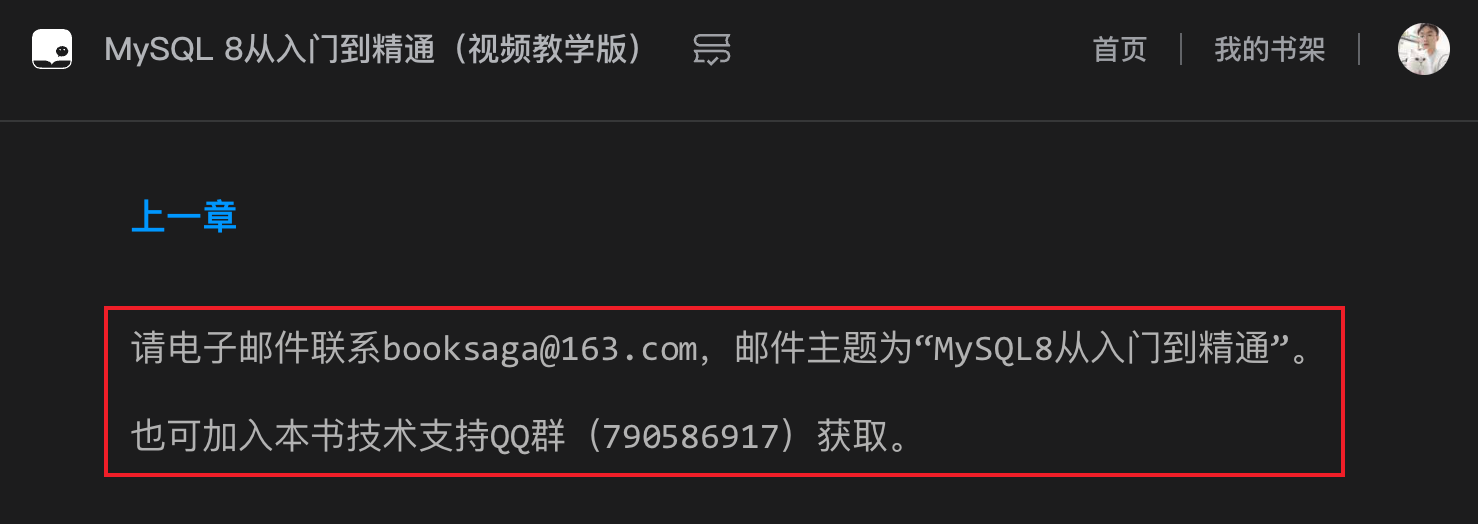 MySQL 8从入门到精通（视频教学版）
首页
我的书架
上一章
请电子邮件联系booksaga@163.com，邮件主题为“MySQL8从入门到精通”。
也可加入本书技术支持QQ群（790586917）获取。